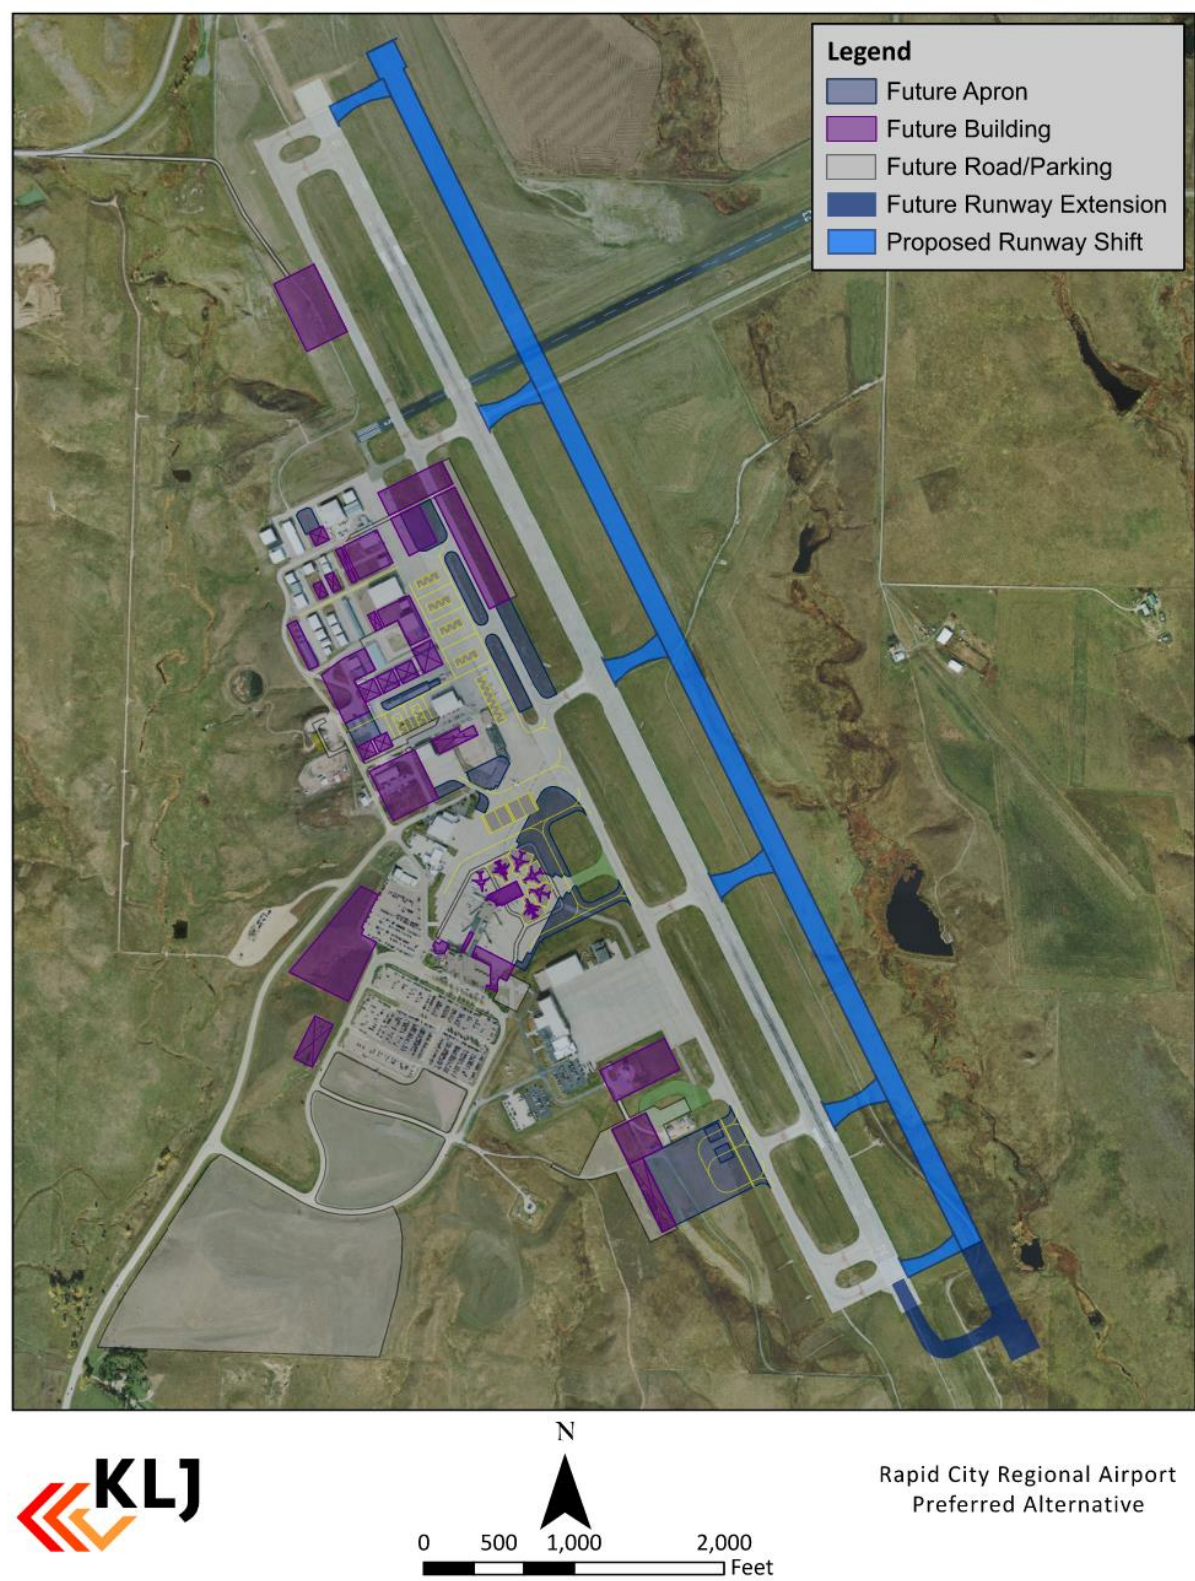 Legend
Future Apron
Future Building
Future Road/Parking
Future Runway Extension
Proposed Runway Shift
N
KLJ
Rapid City Regional Airport
Preferred Alternative
0 500 1,000 2,000
Feet